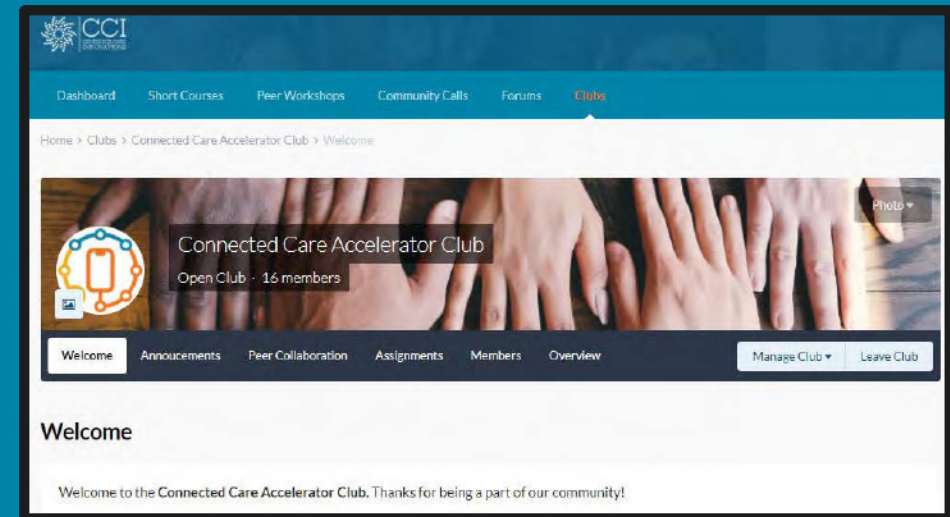 CCI
Dashboard Short Courses Peer Workshops Community Calls Forums Clubs
Home > Clubs > Connected Care Accelerator Club > Welcome
Photo
Connected Care Accelerator Club
Open Club · 16 members
Welcome Annoucements Peer Collaboration Assignments Members Overview Manage Club Leave Club
Welcome
Welcome to the Connected Care Accelerator Club. Thanks for being a part of our community!